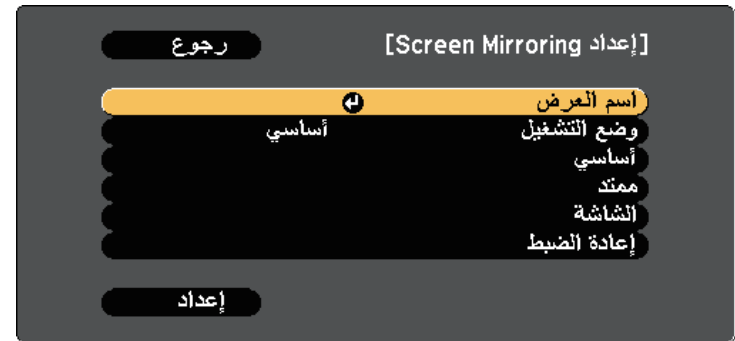 [إعداد Screen Mirroring]
رجوع
اسم العرض
وضع التشغيل أساسي
أساسي
ممتد
الشاشة
إعادة الضبط
إعداد